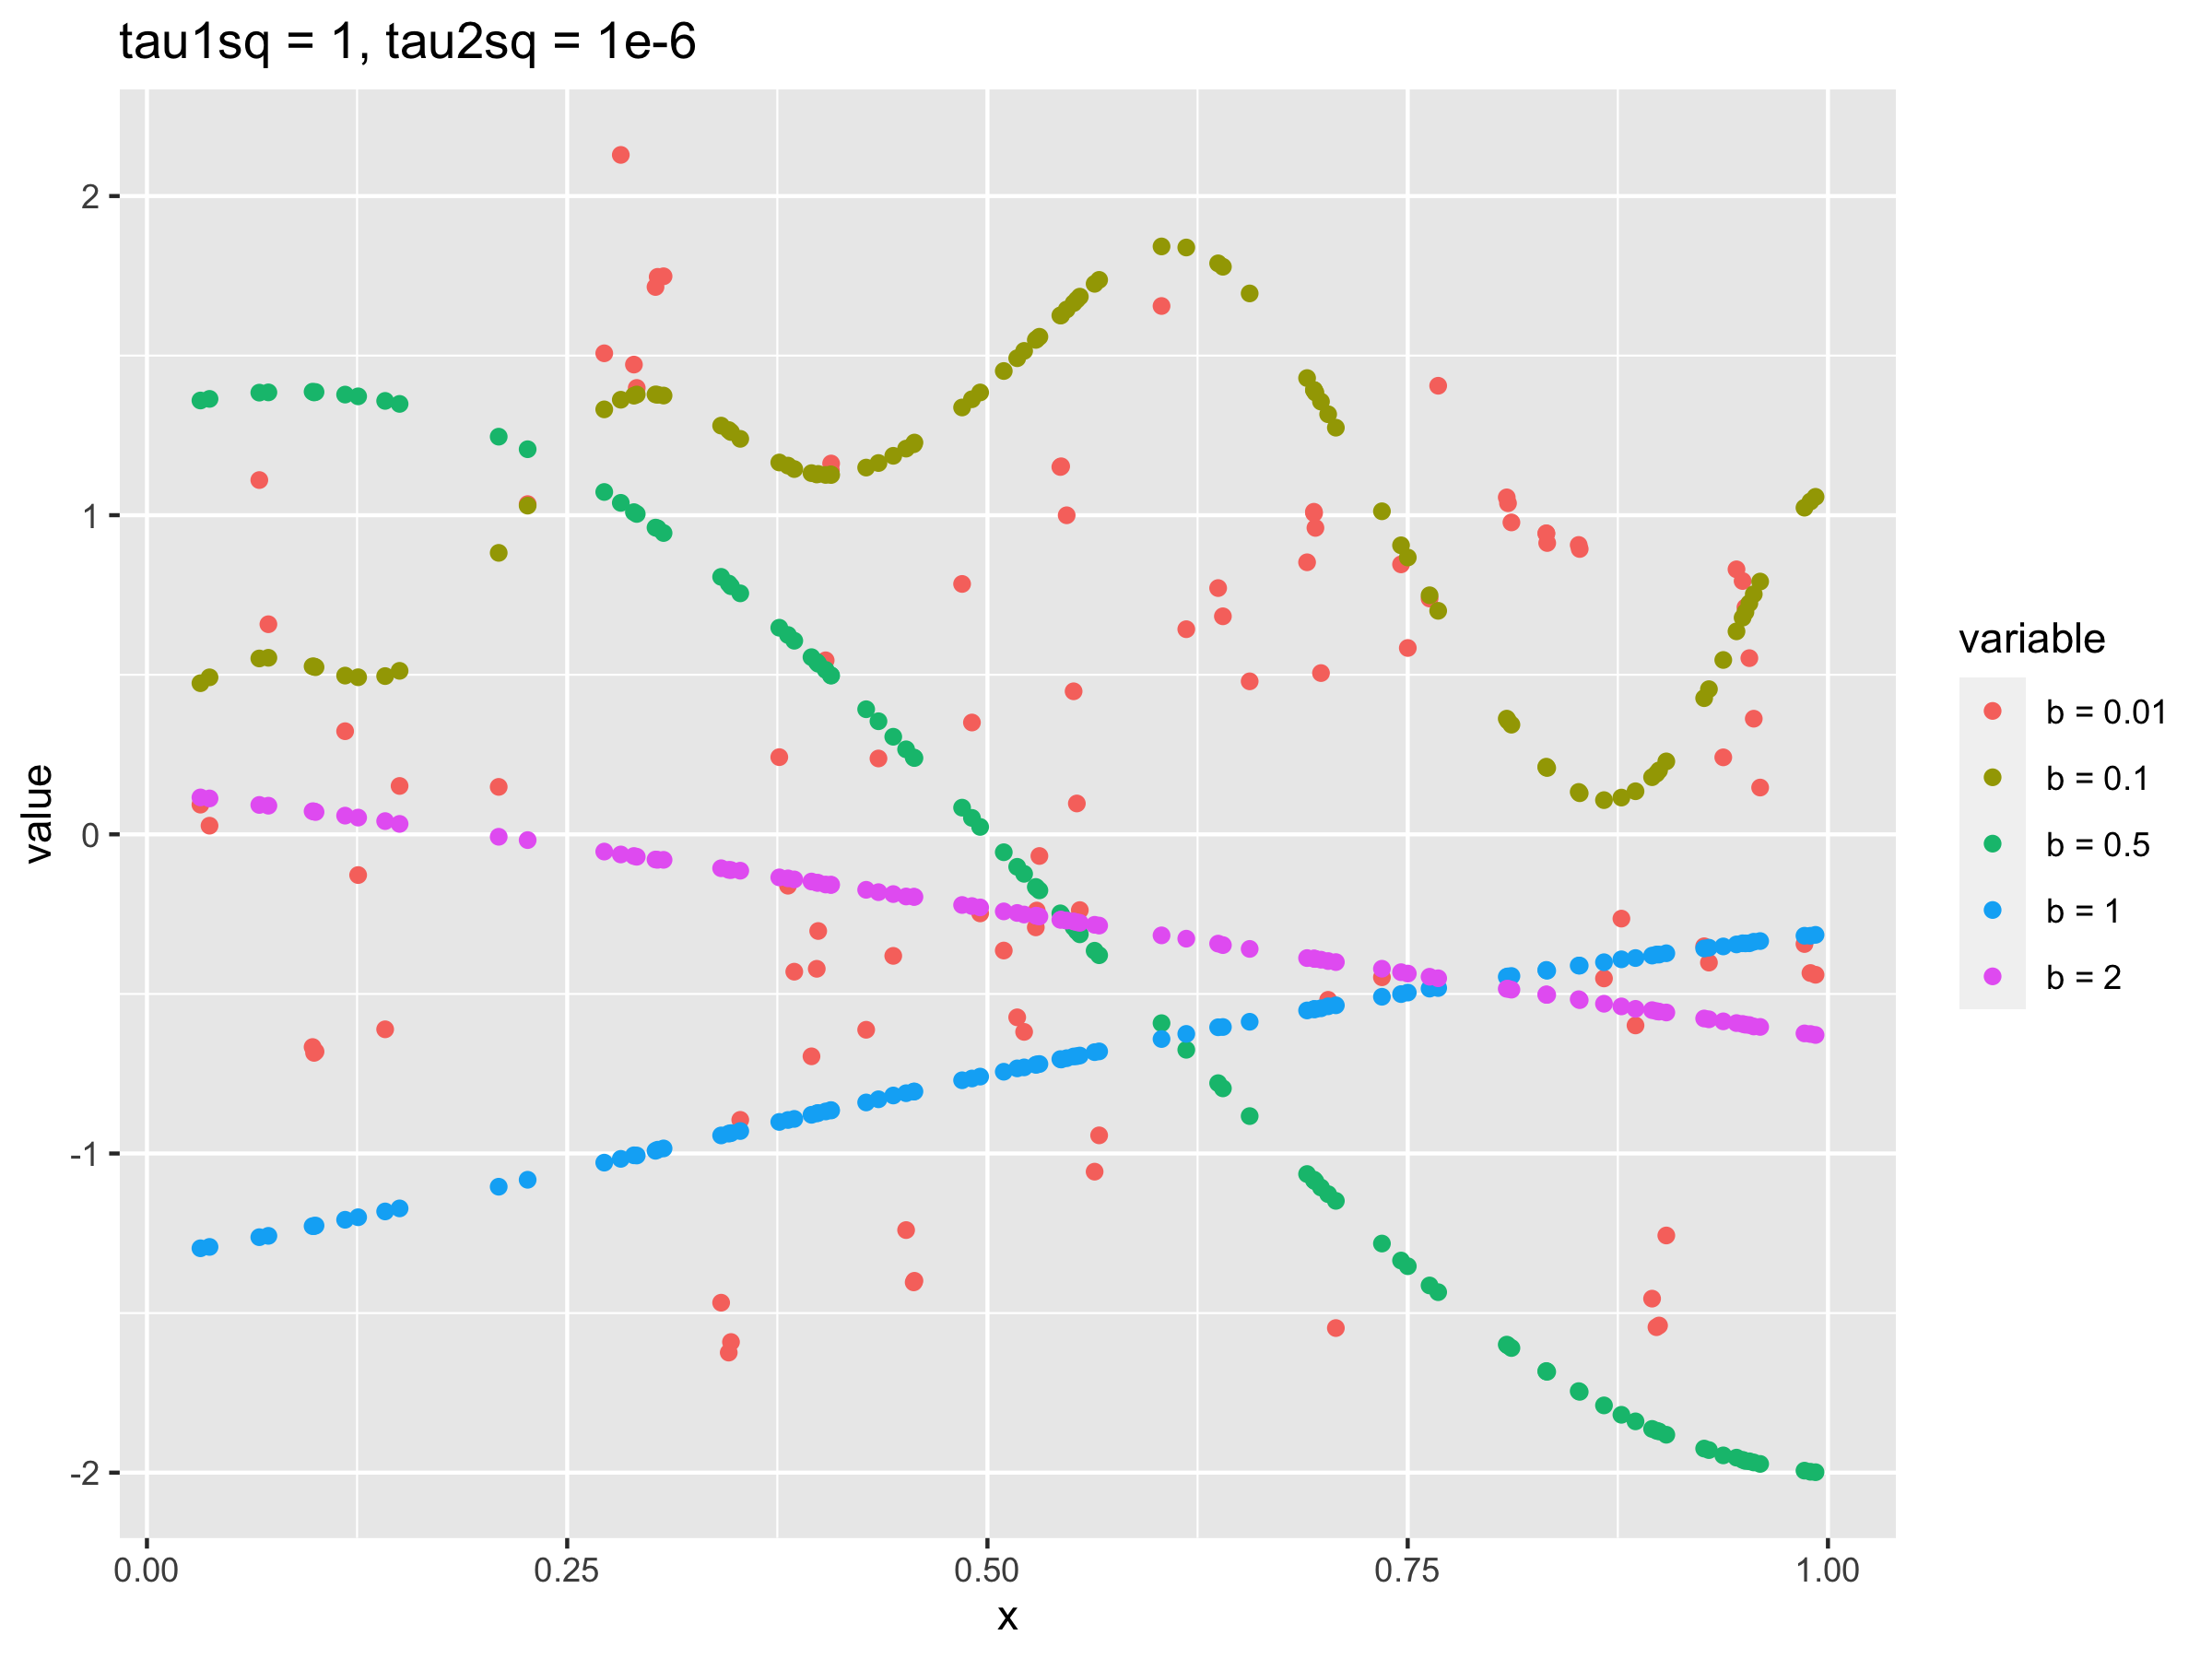 tau1sq = 1, tau2sq = 1e-6
value
2
1
0
-1
-2
0.00 0.25 0.50 0.75 1.00
x
variable
b = 0.01
b = 0.1
b = 0.5
b = 1
b = 2